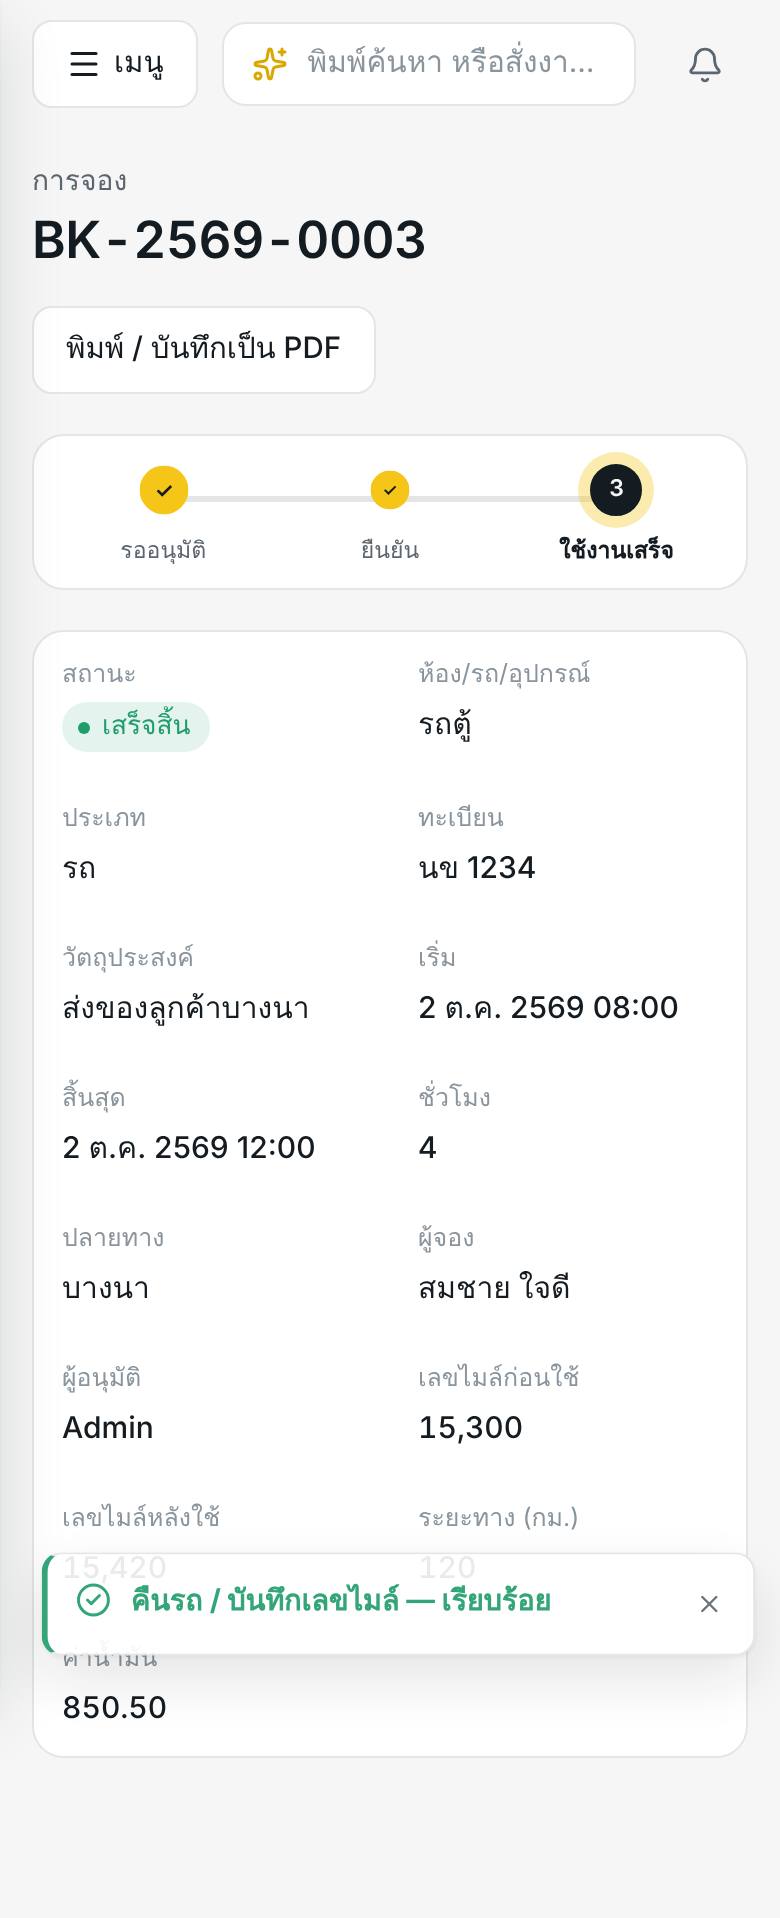 เมนู
พิมพ์ค้นหา หรือสั่งงา...
การจอง
BK-2569-0003
พิมพ์ / บันทึกเป็น PDF
3
รออนุมัติ
ยืนยัน
ใช้งานเสร็จ
สถานะ
ห้อง/รถ/อุปกรณ์
เสร็จสิ้น
รถตู้
ประเภท
ทะเบียน
รถ
นข 1234
วัตถุประสงค์
เริ่ม
ส่งของลูกค้าบางนา
2 ต.ค. 2569 08:00
สิ้นสุด
ชั่วโมง
2 ต.ค. 2569 12:00
4
ปลายทาง
ผู้จอง
บางนา
สมชาย ใจดี
ผู้อนุมัติ
เลขไมล์ก่อนใช้
Admin
15,300
เลขไมล์หลังใช้
ระยะทาง (กม.)
15,420
120
คืนรถ / บันทึกเลขไมล์ — เรียบร้อย
ค่าน้ำมัน
850.50